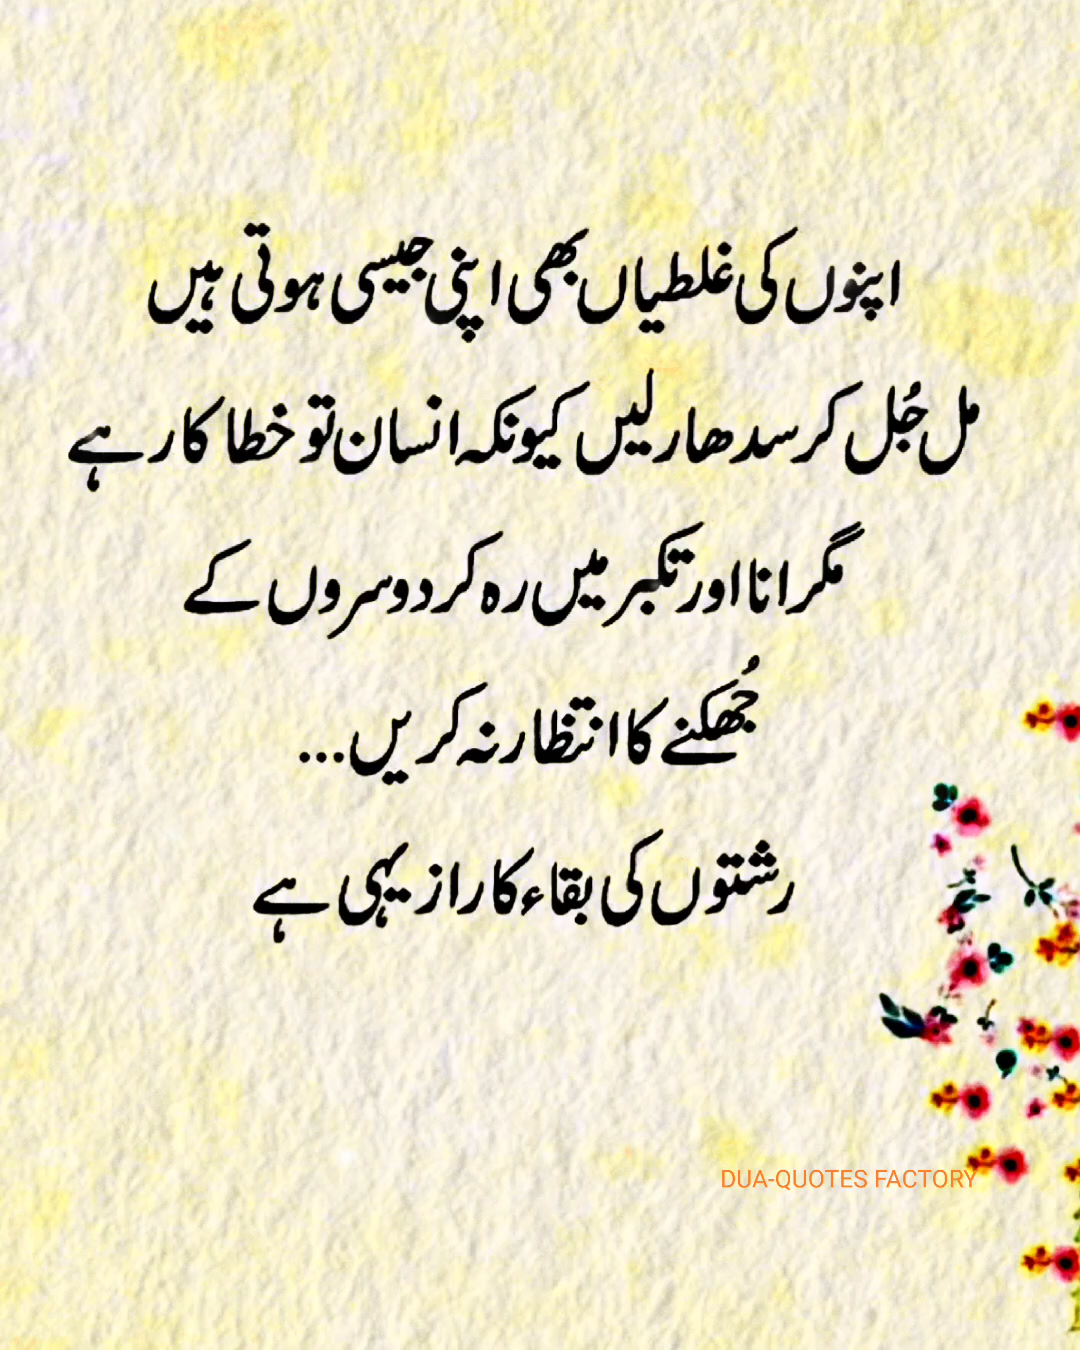 اپنوں کی غلطیاں بھی اپنی جیسی ہوتی ہیں
مل جُل کر سدھار لیں کیونکہ انسان تو خطا کار ہے
مگر انا اور تکبر میں رہ کر دوسروں کے
جُھکنے کا انتظار نہ کریں...
رشتوں کی بقاء کا راز یہی ہے
DUA-QUOTES FACTORY